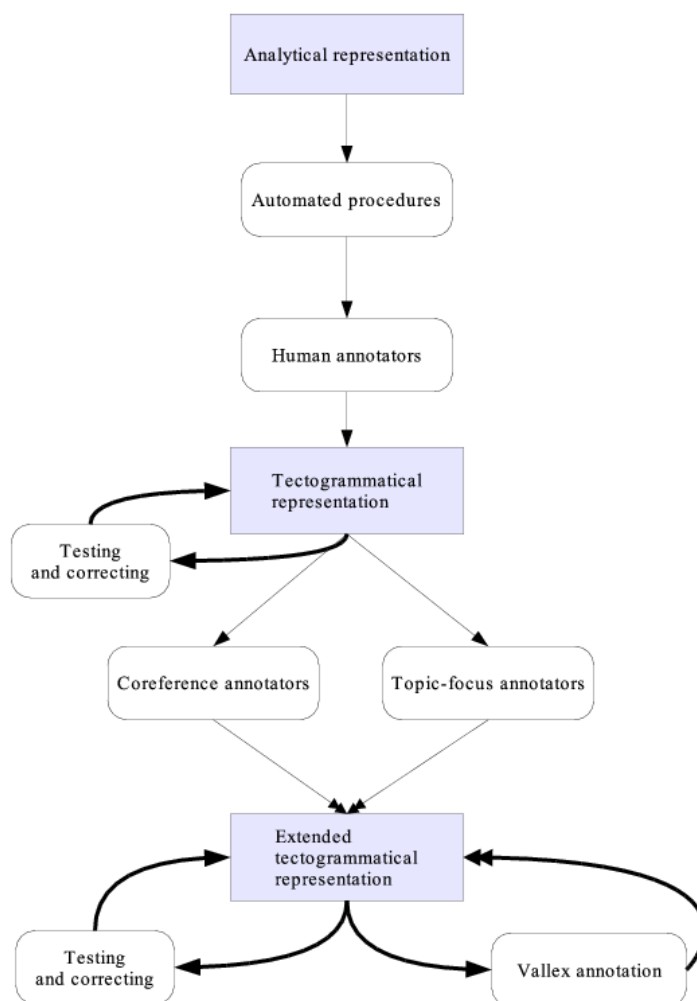 Analytical representation
Automated procedures
Human annotators
Tectogrammatical
representation
Testing
and correcting
Coreference annotators
Topic-focus annotators
Extended
tectogrammatical
representation
Testing
and correcting
Vallex annotation